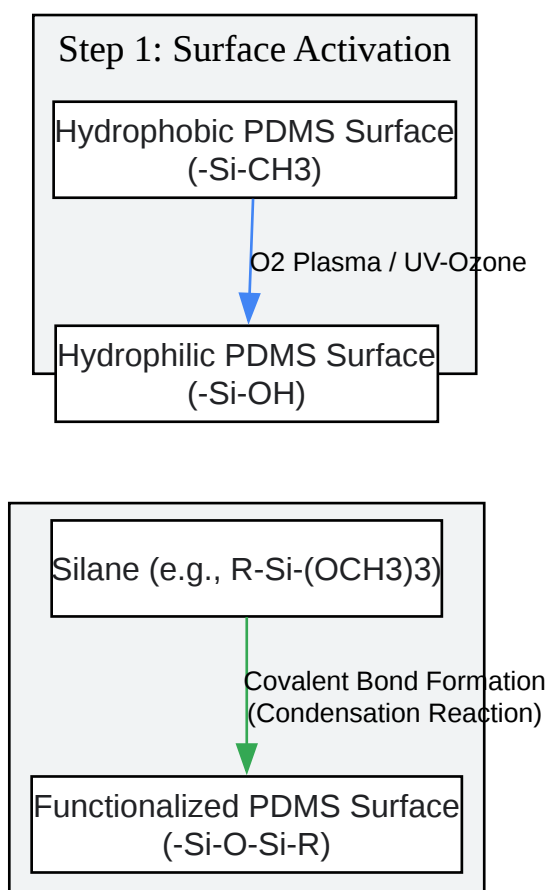 Step 1: Surface Activation
Hydrophobic PDMS Surface
(-Si-CH3)
O2 Plasma / UV-Ozone
Hydrophilic PDMS Surface
(-Si-OH)
Silane (e.g., R-Si-(OCH3)3)
Covalent Bond Formation
(Condensation Reaction)
Functionalized PDMS Surface
(-Si-O-Si-R)